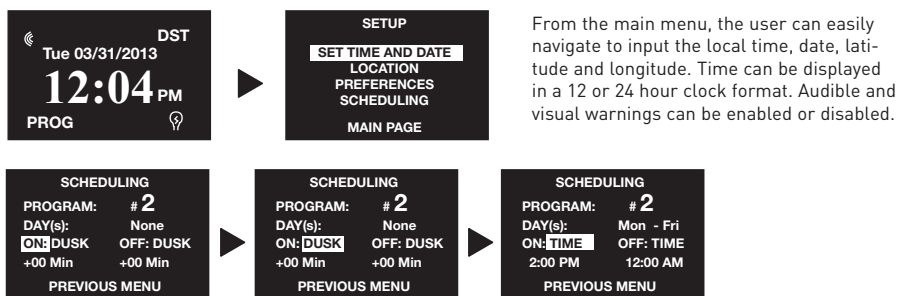 DST
Tue 03/31/2013
12:04 PM
PROG
SETUP
SET TIME AND DATE
LOCATION
PREFERENCES
SCHEDULING
MAIN PAGE
From the main menu, the user can easily
navigate to input the local time, date, lati-
tude and longitude. Time can be displayed
in a 12 or 24 hour clock format. Audible and
visual warnings can be enabled or disabled.
SCHEDULING
PROGRAM: # 2
DAY(s): None
ON: DUSK OFF: DUSK
+00 Min +00 Min
PREVIOUS MENU
SCHEDULING
PROGRAM: # 2
DAY(s): None
ON: DUSK OFF: DUSK
+00 Min +00 Min
PREVIOUS MENU
SCHEDULING
PROGRAM: # 2
DAY(s): Mon - Fri
ON: TIME OFF: TIME
2:00 PM 12:00 AM
PREVIOUS MENU